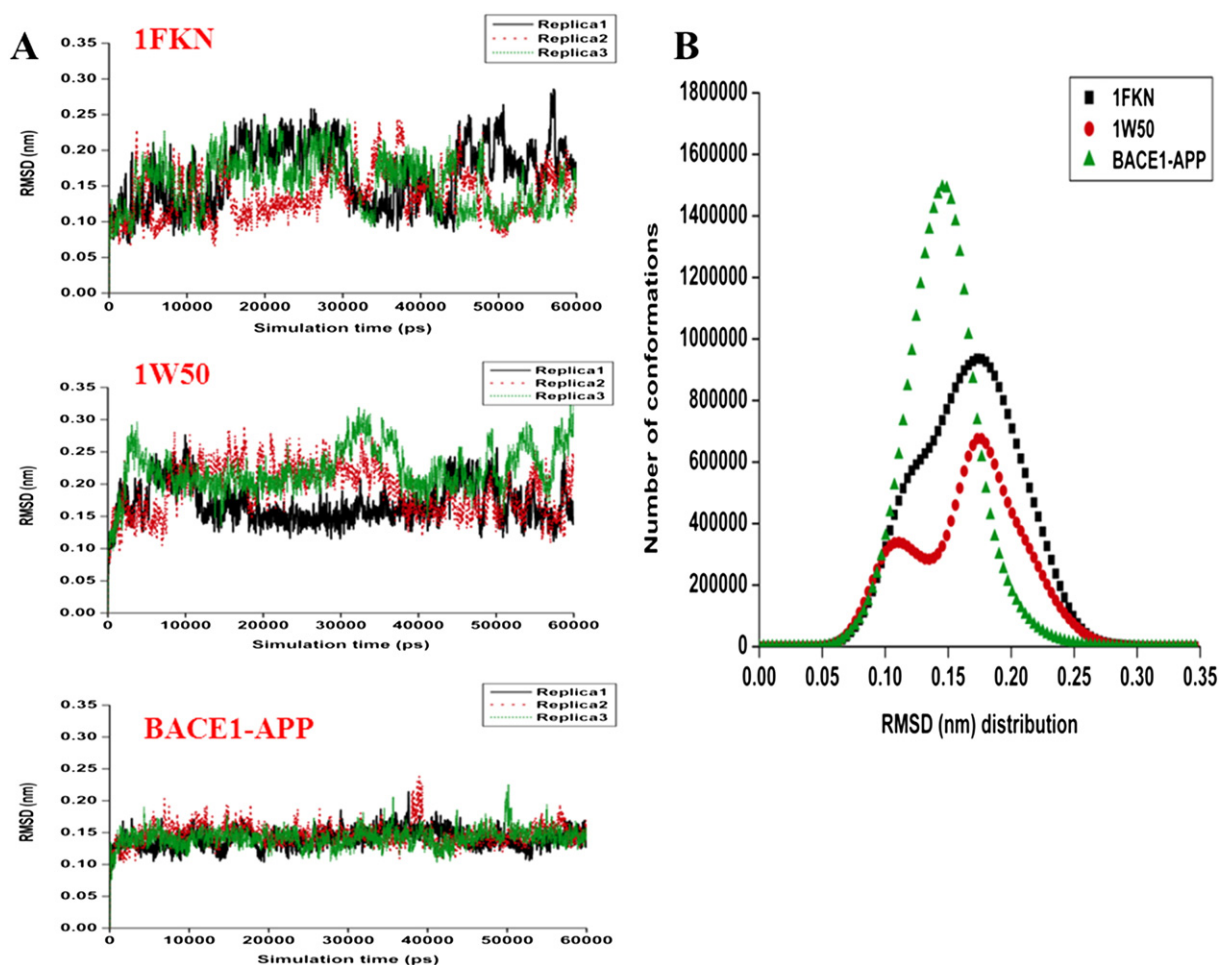 A
1FKN
Replica1
Replica2
Replica3
0.35
0.30
0.25
0.20
0.15
0.10
0.05
0.00
RMSD (nm)
0 10000 20000 30000 40000 50000 60000
Simulation time (ps)
1W50
Replica1
Replica2
Replica3
0.35
0.30
0.25
0.20
0.15
0.10
0.05
0.00
RMSD (nm)
0 10000 20000 30000 40000 50000 60000
Simulation time (ps)
BACE1-APP
Replica1
Replica2
Replica3
0.35
0.30
0.25
0.20
0.15
0.10
0.05
0.00
RMSD (nm)
0 10000 20000 30000 40000 50000 60000
Simulation time (ps)
B
1FKN
1W50
BACE1-APP
1800000
1600000
1400000
1200000
1000000
800000
600000
400000
200000
0
Number of conformations
0.00 0.05 0.10 0.15 0.20 0.25 0.30 0.35
RMSD (nm) distribution